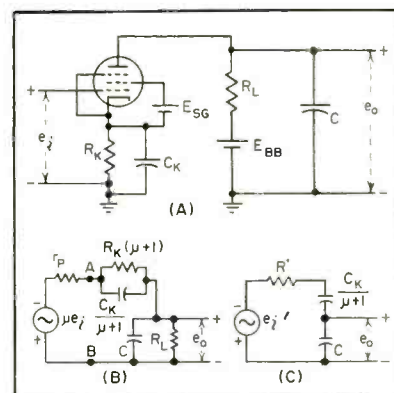 +
+
R_L
E_SG
C
e_o
e_i
R_K
C_K
E_BB
-
-
(A)
R_K(μ+1)
r_P
A
R'
C_K
μ+1
C_K
μ+1
-
-
+
+
μe_i
C
R_L
e_o
e_i'
C
e_o
+
B
-
+
-
(B)
(C)